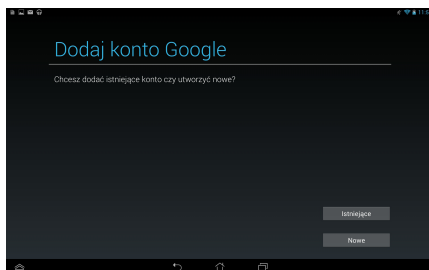 Dodaj konto Google
Chcesz dodać istniejące konto czy utworzyć nowe?
Istniejące
Nowe